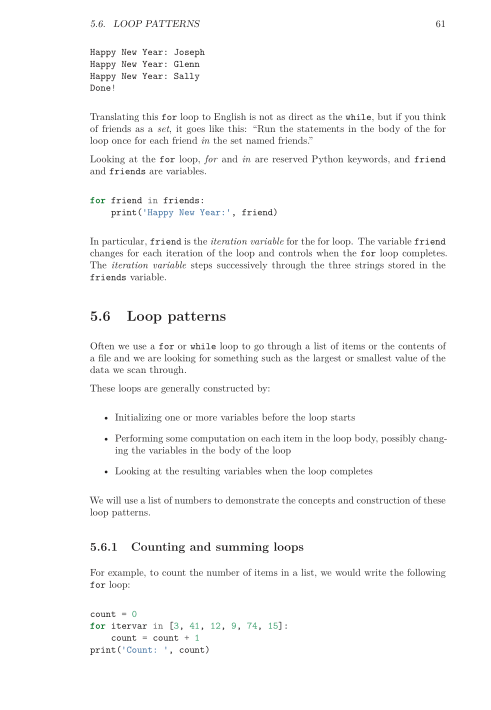 5.6. LOOP PATTERNS 61
Happy New Year: Joseph
Happy New Year: Glenn
Happy New Year: Sally
Done!
Translating this for loop to English is not as direct as the while, but if you think
of friends as a set, it goes like this: “Run the statements in the body of the for
loop once for each friend in the set named friends.”
Looking at the for loop, for and in are reserved Python keywords, and friend
and friends are variables.
for friend in friends:
    print('Happy New Year:', friend)
In particular, friend is the iteration variable for the for loop. The variable friend
changes for each iteration of the loop and controls when the for loop completes.
The iteration variable steps successively through the three strings stored in the
friends variable.
5.6 Loop patterns
Often we use a for or while loop to go through a list of items or the contents of
a file and we are looking for something such as the largest or smallest value of the
data we scan through.
These loops are generally constructed by:
• Initializing one or more variables before the loop starts
• Performing some computation on each item in the loop body, possibly chang-
ing the variables in the body of the loop
• Looking at the resulting variables when the loop completes
We will use a list of numbers to demonstrate the concepts and construction of these
loop patterns.
5.6.1 Counting and summing loops
For example, to count the number of items in a list, we would write the following
for loop:
count = 0
for itervar in [3, 41, 12, 9, 74, 15]:
    count = count + 1
print('Count: ', count)